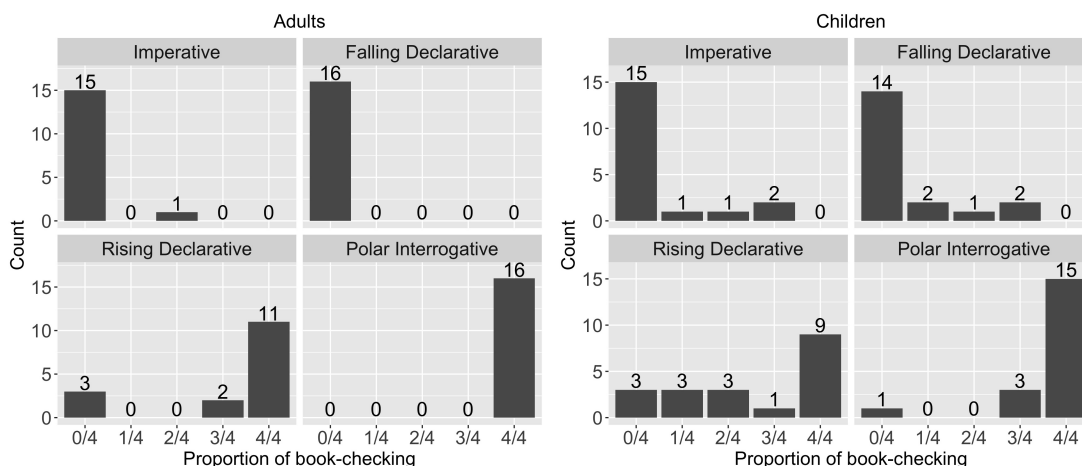 Adults
Imperative
Falling Declarative
15
10
5
0
15 0 1 0 0
16 0 0 0 0
Rising Declarative
Polar Interrogative
15
10
5
0
3 0 0 2 11
0 0 0 0 16
0/4 1/4 2/4 3/4 4/4
0/4 1/4 2/4 3/4 4/4
Count
Proportion of book-checking
Children
Imperative
Falling Declarative
15
10
5
0
15 1 1 2 0
14 2 1 2 0
Rising Declarative
Polar Interrogative
15
10
5
0
3 3 3 1 9
1 0 0 3 15
0/4 1/4 2/4 3/4 4/4
0/4 1/4 2/4 3/4 4/4
Count
Proportion of book-checking